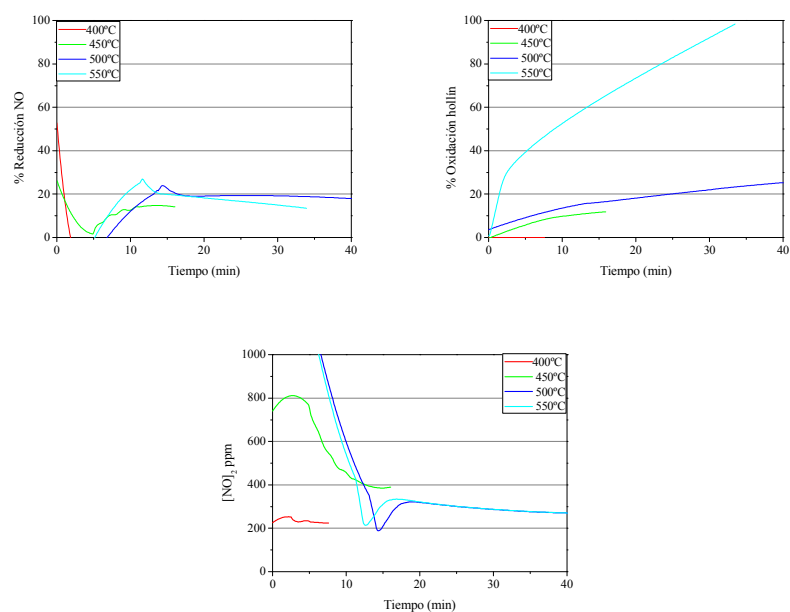 100
80
60
40
20
0
% Reducción NO
400ºC
450ºC
500ºC
550ºC
0 10 20 30 40
Tiempo (min)
100
80
60
40
20
0
% Oxidación hollín
400ºC
450ºC
500ºC
550ºC
0 10 20 30 40
Tiempo (min)
1000
800
600
400
200
0
[NO]2 ppm
400ºC
450ºC
500ºC
550ºC
0 10 20 30 40
Tiempo (min)